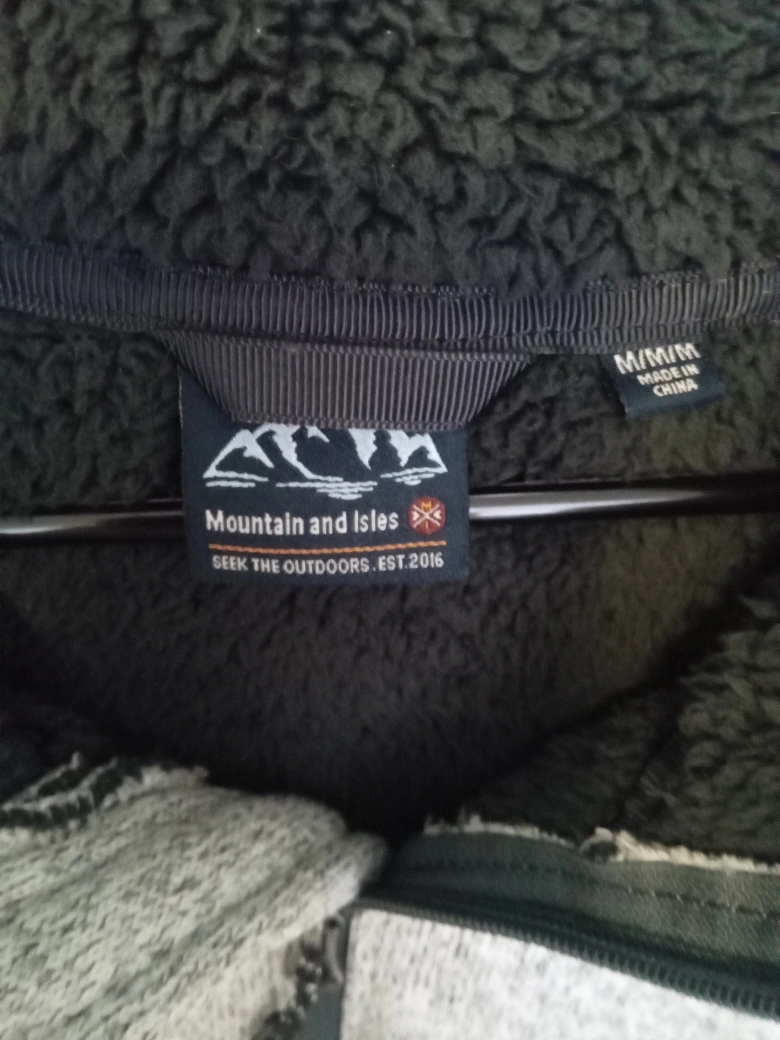 M/M/M
MADE IN
CHINA
Mountain and Isles
SEEK THE OUTDOORS.EST.2016